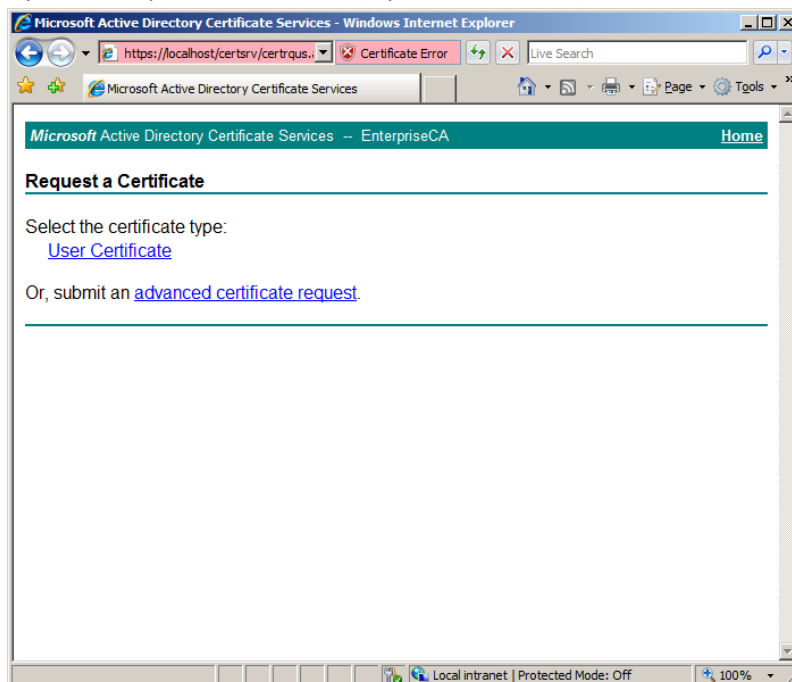 Microsoft Active Directory Certificate Services - Windows Internet Explorer
https://localhost/certsrv/certrqus.. Certificate Error Live Search
Microsoft Active Directory Certificate Services Page Tools »
Microsoft Active Directory Certificate Services -- EnterpriseCA Home
Request a Certificate
Select the certificate type:
User Certificate
Or, submit an advanced certificate request.
Local intranet | Protected Mode: Off 100%